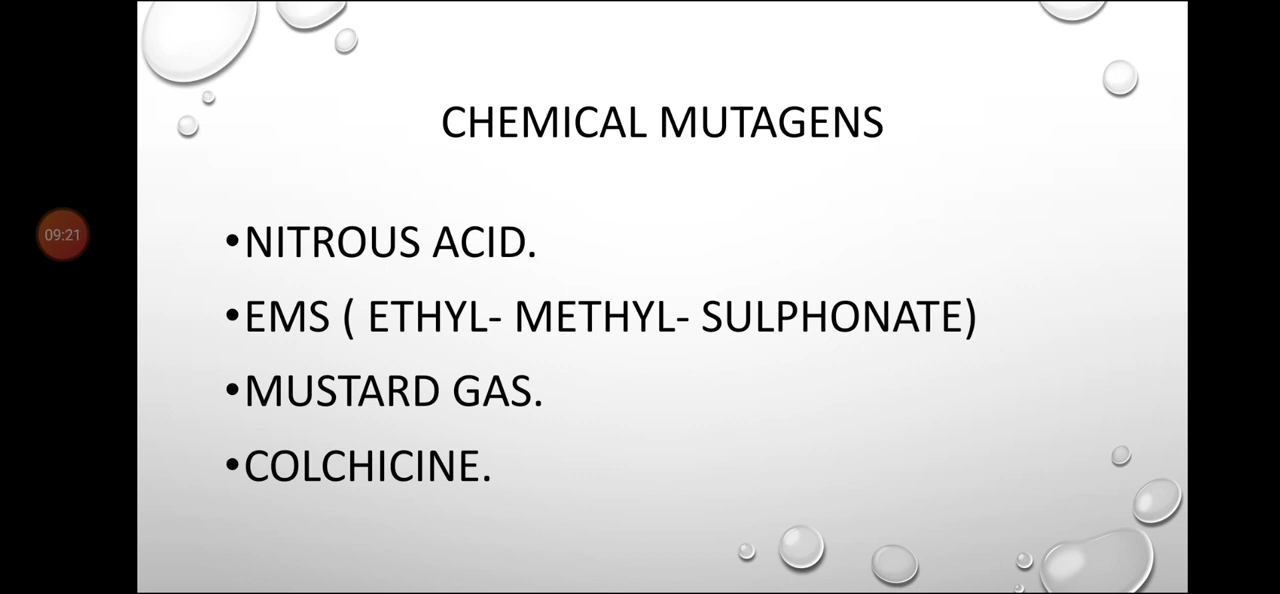 CHEMICAL MUTAGENS
09:21
•NITROUS ACID.
•EMS ( ETHYL- METHYL- SULPHONATE)
•MUSTARD GAS.
•COLCHICINE.